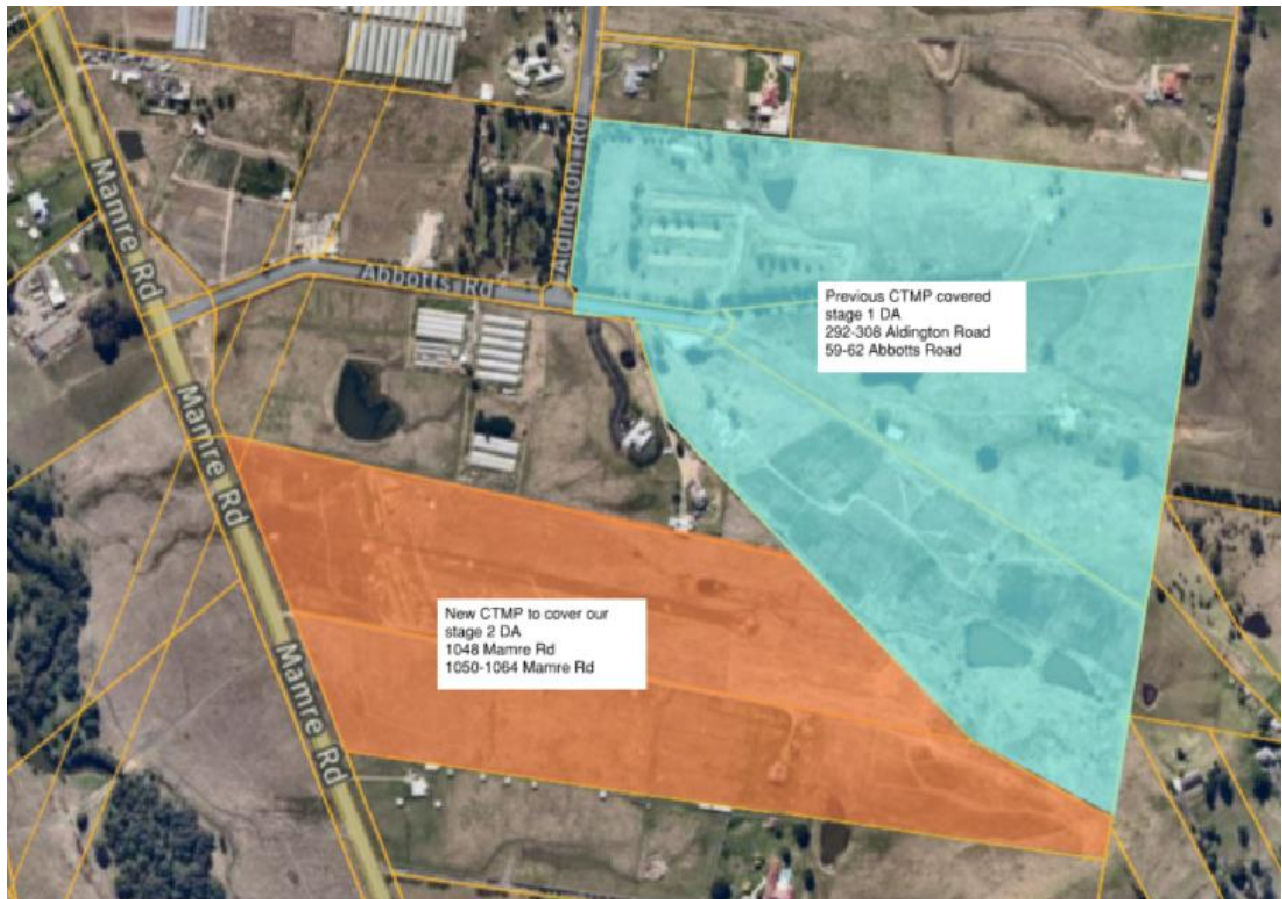 Mamre Rd
Aldington Rd
Abbotts Rd
Previous CTMP covered
stage 1 DA
292-308 Aldington Road
59-62 Abbotts Road
Mamre Rd
New CTMP to cover our
stage 2 DA
1048 Mamre Rd
1050-1064 Mamre Rd
Mamre Rd